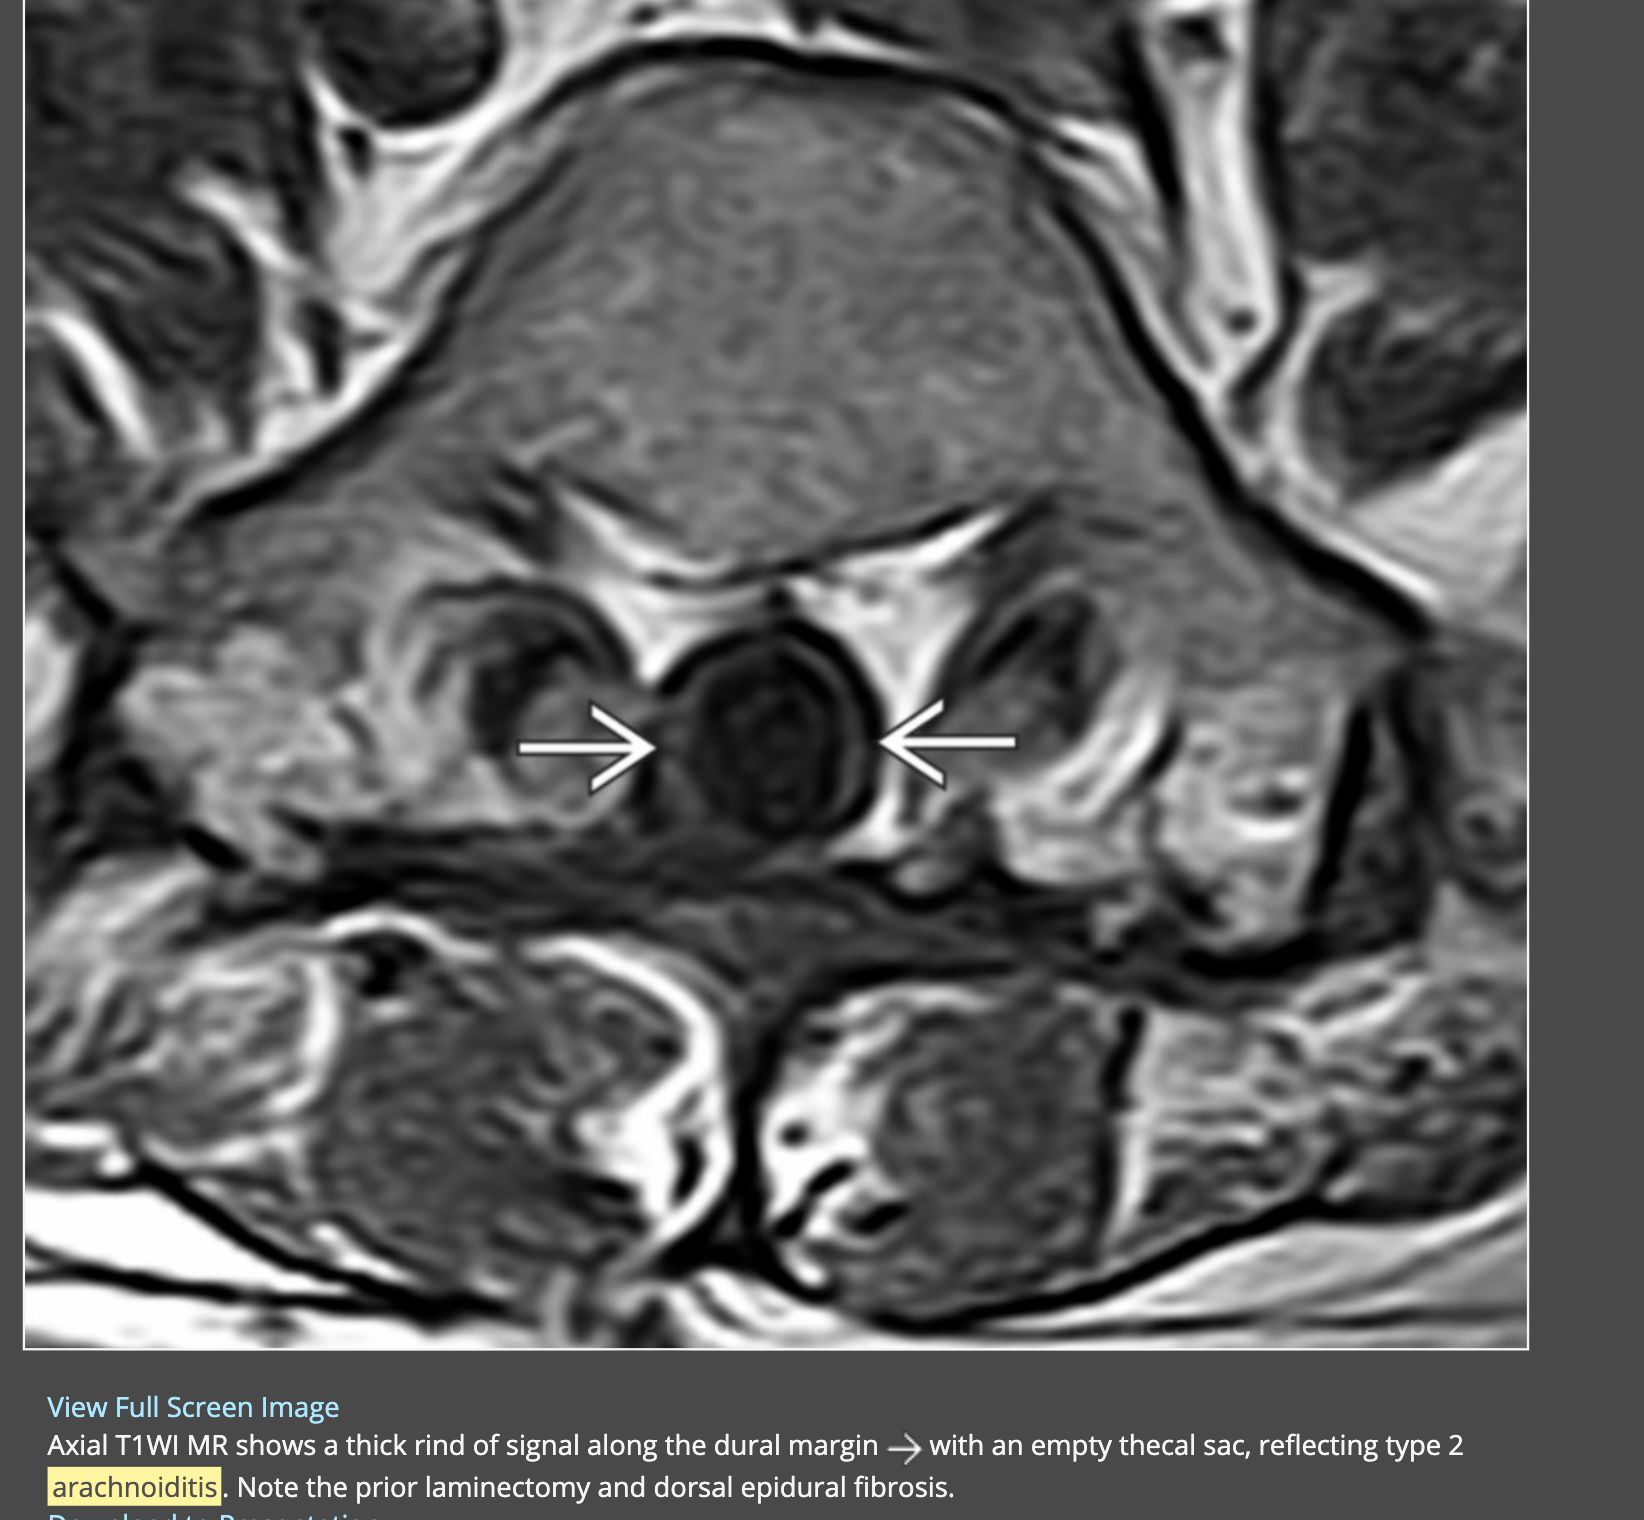 View Full Screen Image
Axial T1WI MR shows a thick rind of signal along the dural margin → with an empty thecal sac, reflecting type 2
arachnoiditis. Note the prior laminectomy and dorsal epidural fibrosis.